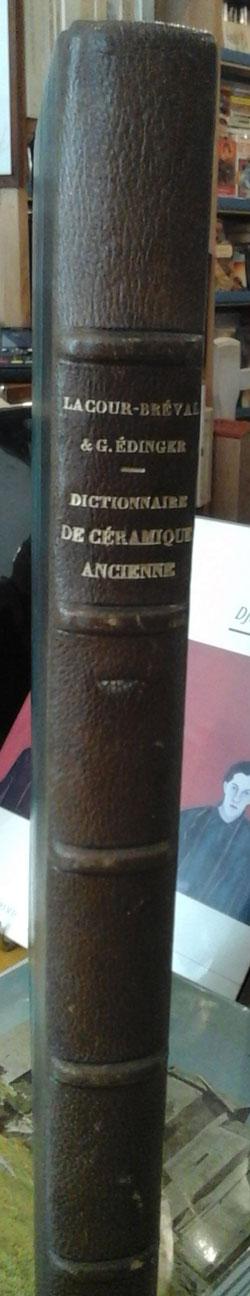 LACOUR-BRÉVAL
& G. ÉDINGER
DICTIONNAIRE
DE CÉRAMIQUE
ANCIENNE